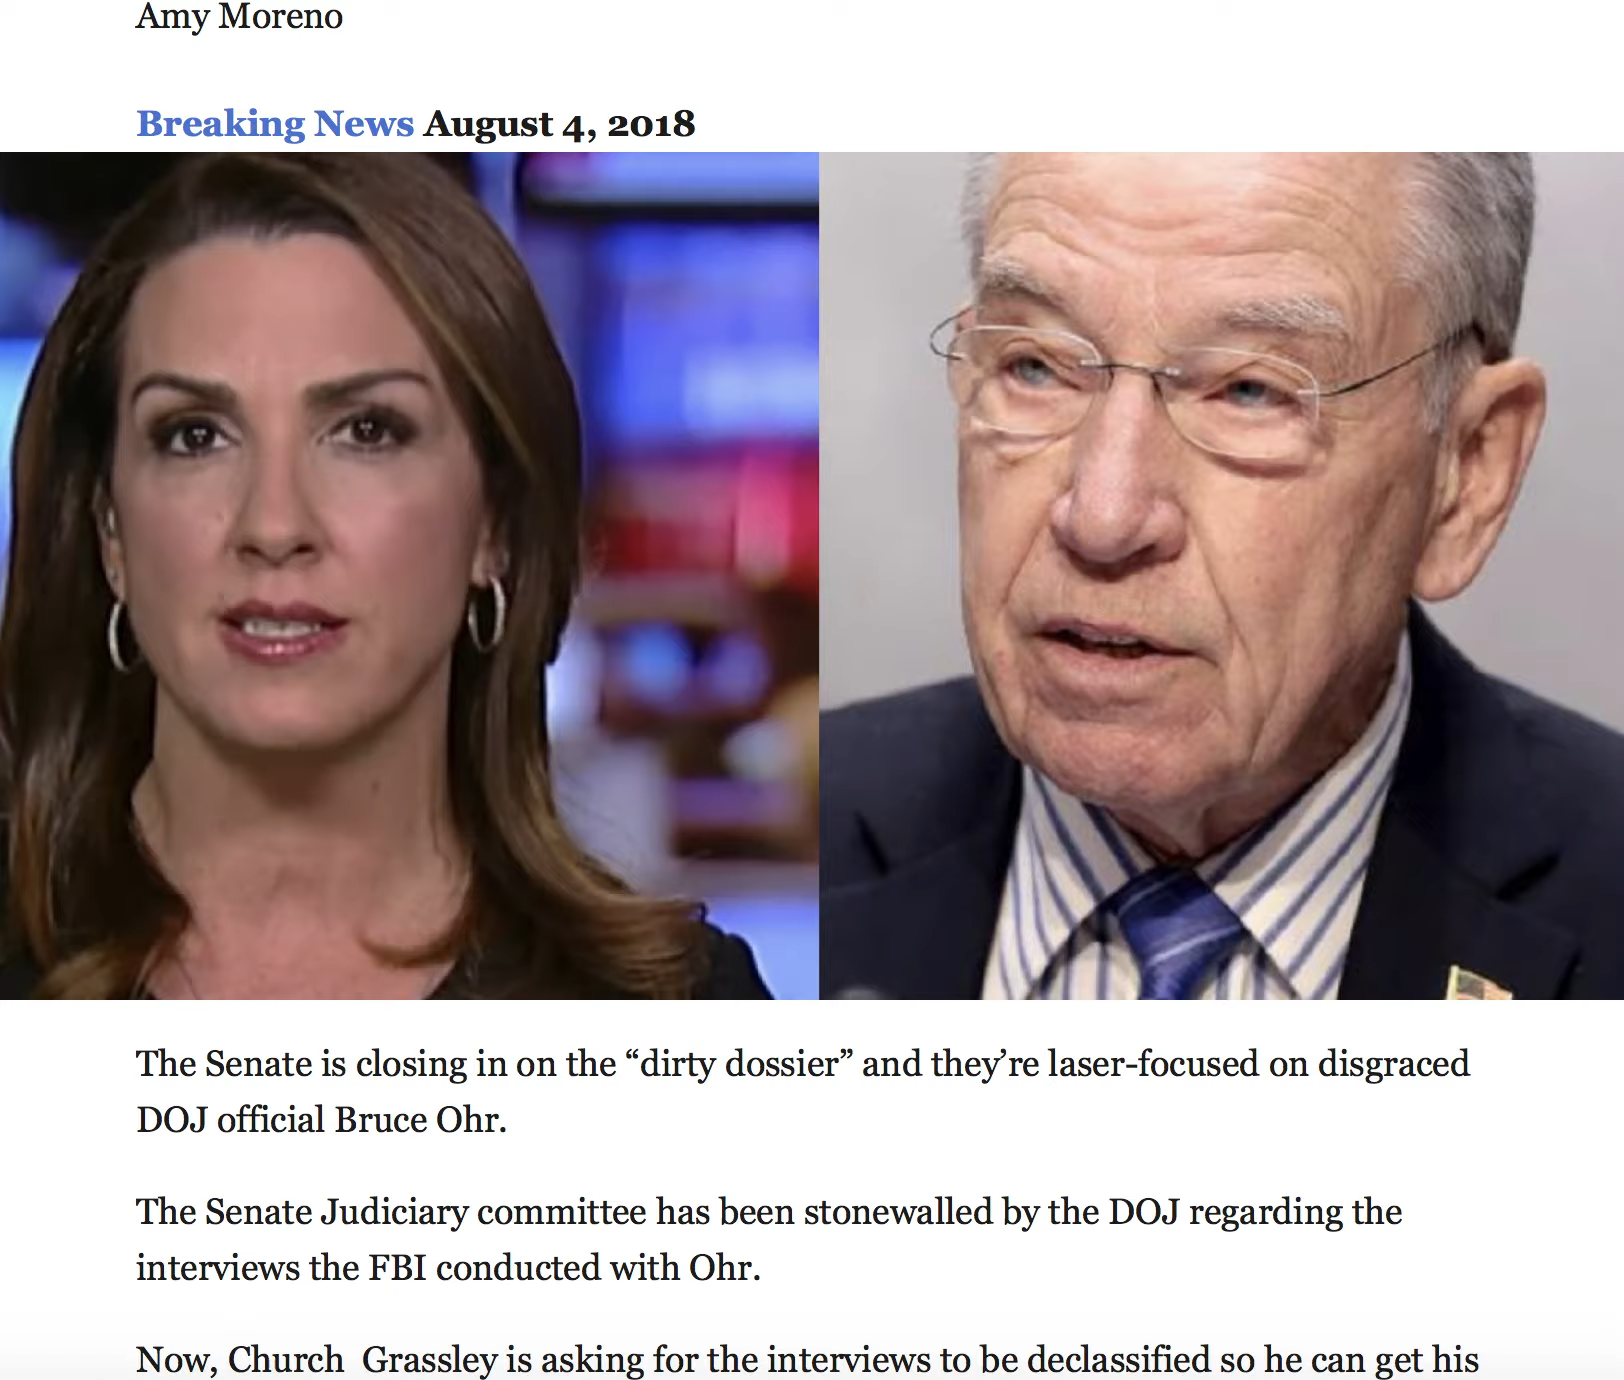 Amy Moreno
Breaking News August 4, 2018
The Senate is closing in on the “dirty dossier” and they’re laser-focused on disgraced
DOJ official Bruce Ohr.
The Senate Judiciary committee has been stonewalled by the DOJ regarding the
interviews the FBI conducted with Ohr.
Now, Church  Grassley is asking for the interviews to be declassified so he can get his